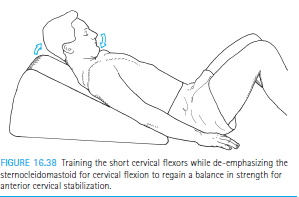 FIGURE 16.38 Training the short cervical flexors while de-emphasizing the
sternocleidomastoid for cervical flexion to regain a balance in strength for
anterior cervical stabilization.